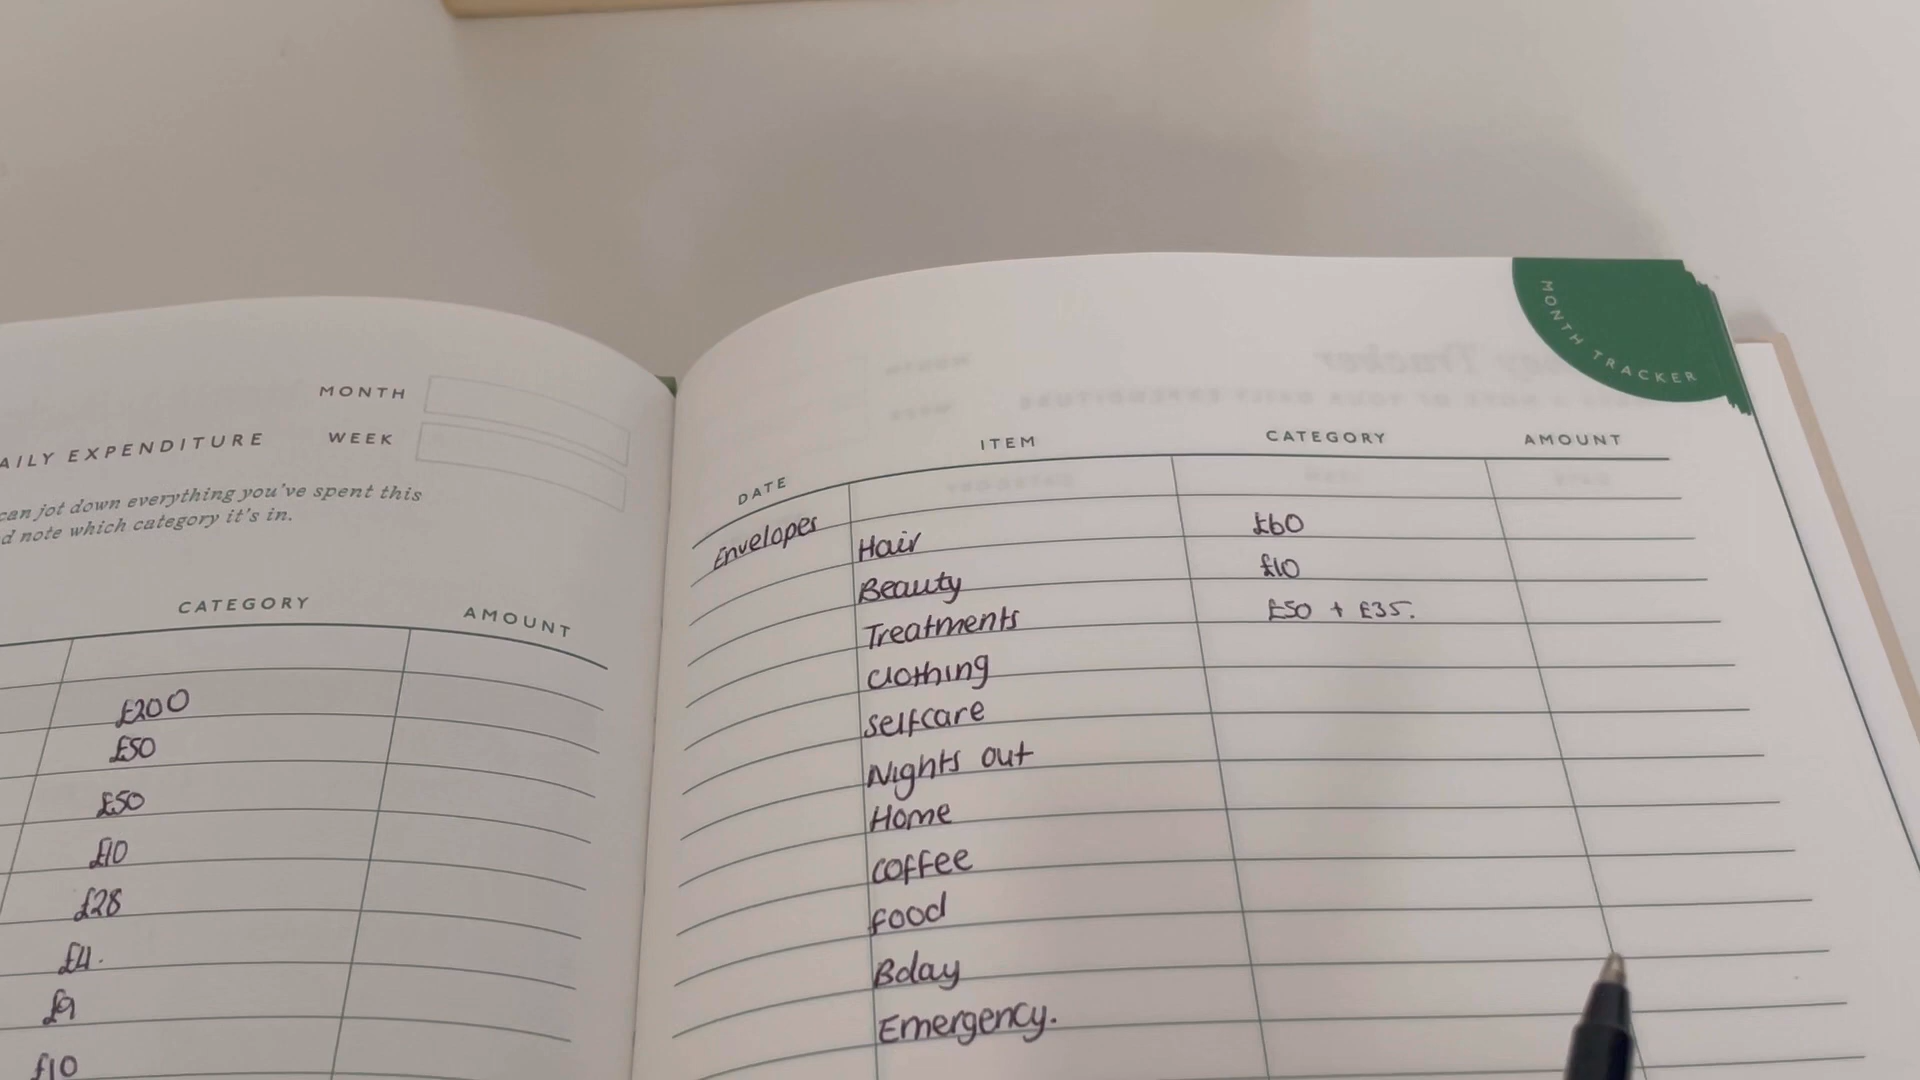 MONTH
AILY EXPENDITURE WEEK
can jot down everything you've spent this
d note which category it's in.
CATEGORY AMOUNT
£200
£50
£50
£10
£28
£4.
£9
£10
MONTH TRACKER
DATE ITEM CATEGORY AMOUNT
Envelopes Hair £60
Beauty £10
Treatments £50 + £35.
Clothing
Selfcare
Nights out
Home
Coffee
Food
Bday
Emergency.